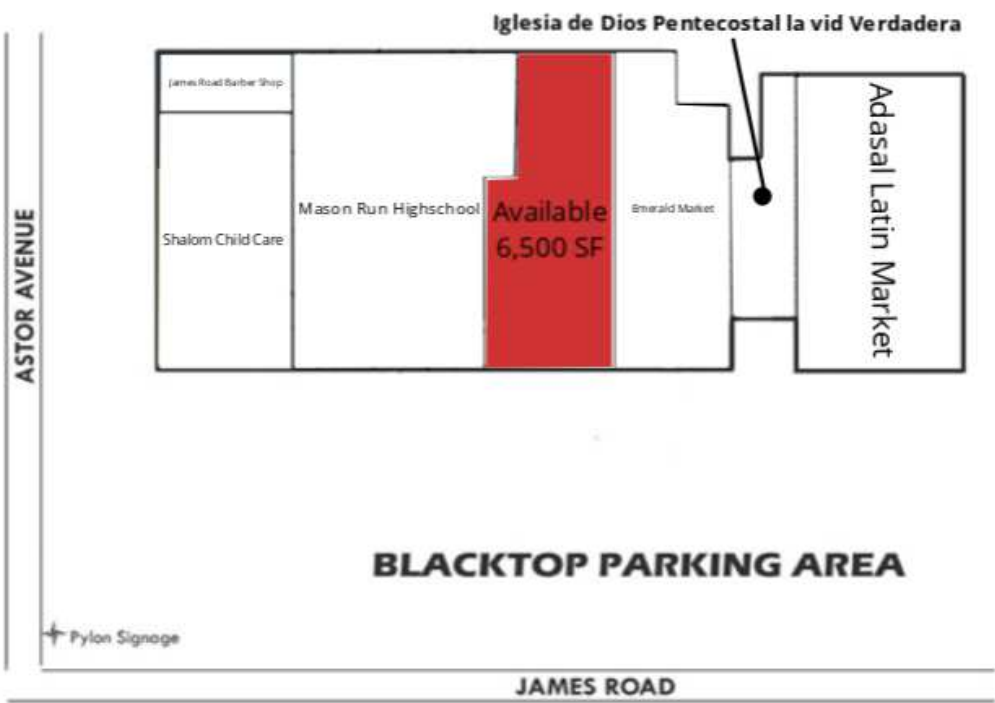 Iglesia de Dios Pentecostal la vid Verdadera
James Road Barber Shop
Shalom Child Care
Mason Run Highschool
Available
6,500 SF
Emerald Market
Adasal Latin Market
ASTOR AVENUE
BLACKTOP PARKING AREA
Pylon Signage
JAMES ROAD